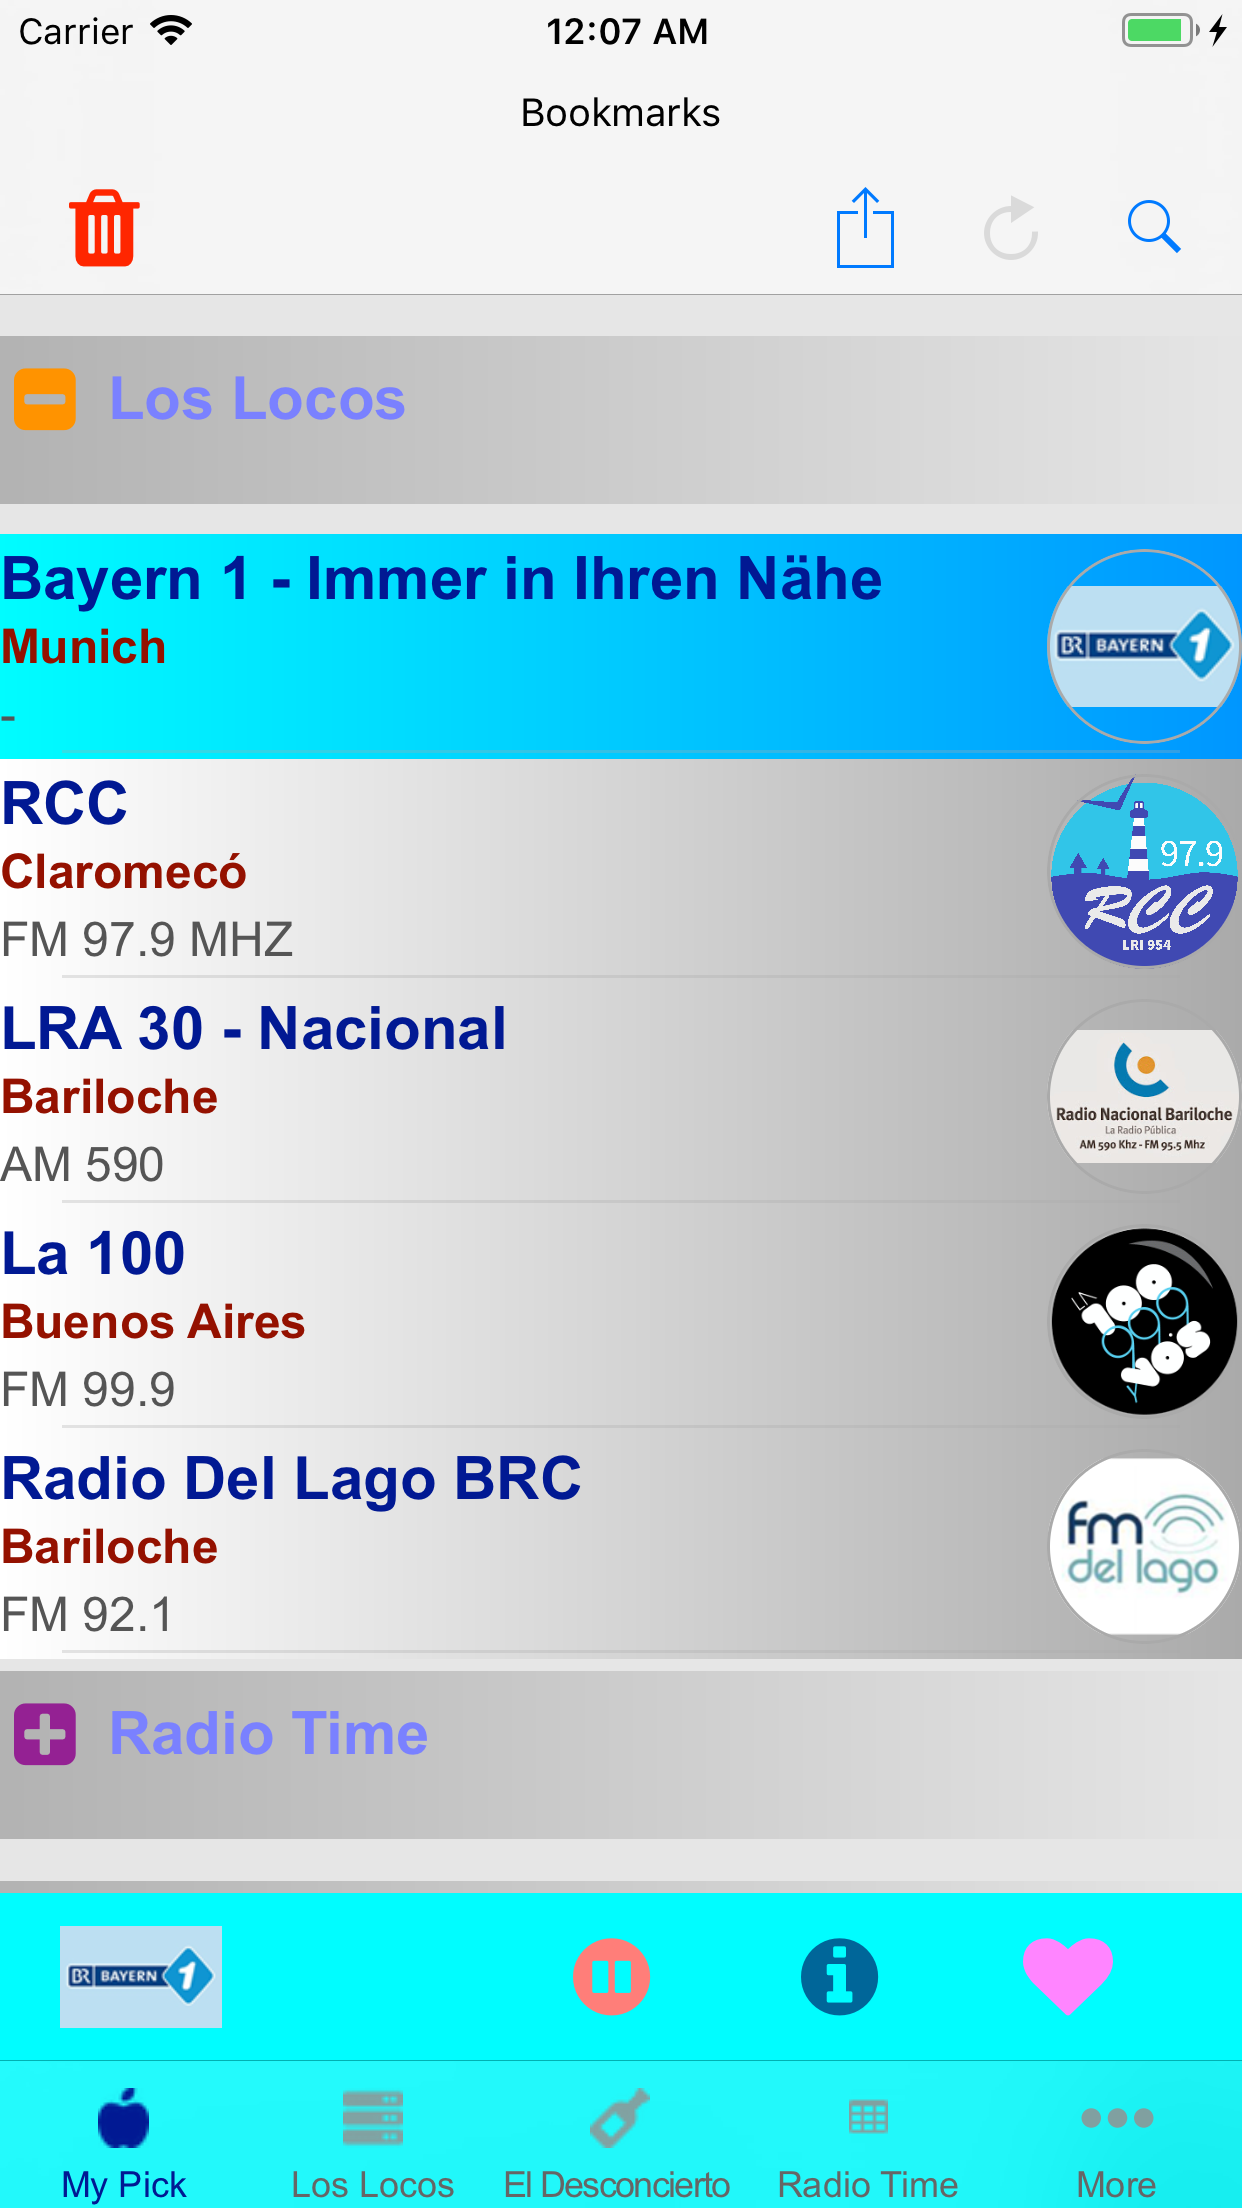 Carrier 12:07 AM
Bookmarks
Los Locos
Bayern 1 - Immer in Ihren Nähe
Munich
-
BR BAYERN 1
RCC
Claromecó
FM 97.9 MHZ
97.9
RCC
LRI 954
LRA 30 - Nacional
Bariloche
AM 590
Radio Nacional Bariloche
La Radio Pública
AM 590 Khz - FM 95.5 Mhz
La 100
Buenos Aires
FM 99.9
LA
100
999
Y VOS.
Radio Del Lago BRC
Bariloche
FM 92.1
fm
del lago
Radio Time
BR BAYERN 1
My Pick
Los Locos
El Desconcierto
Radio Time
More